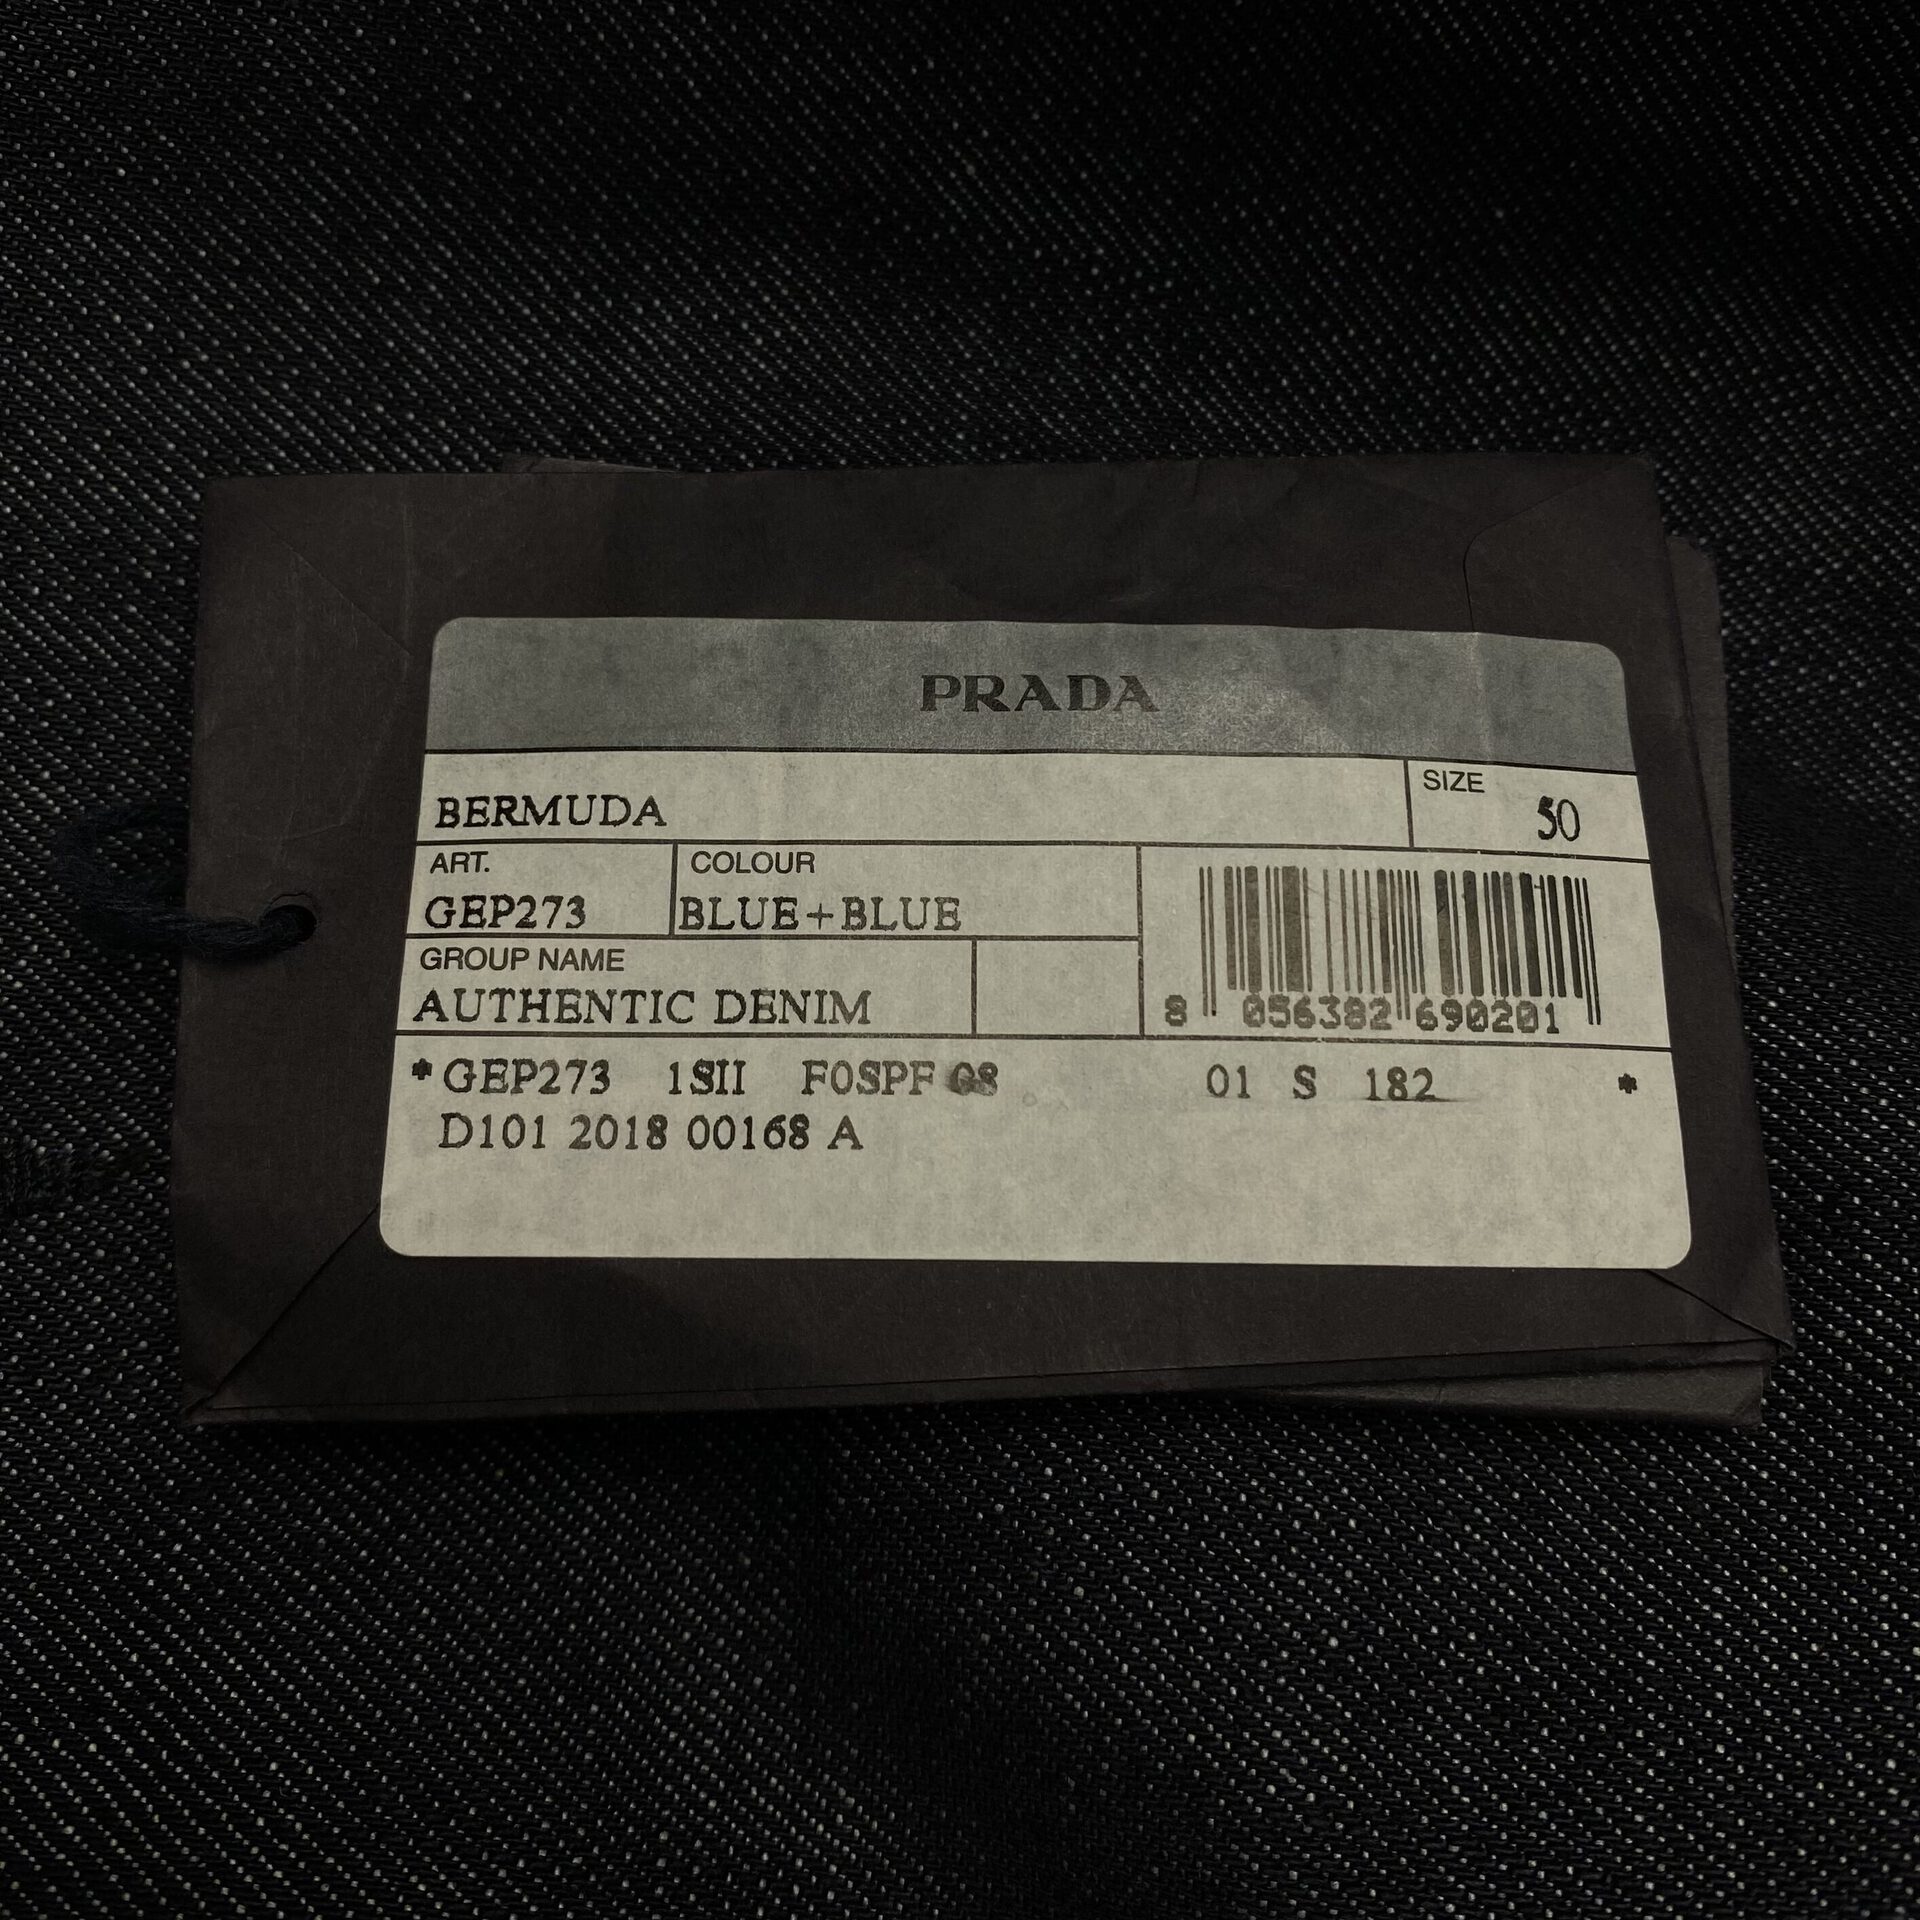 PRADA
BERMUDA
SIZE
50
ART.
GEP273
COLOUR
BLUE+BLUE
GROUP NAME
AUTHENTIC DENIM
8 056382 690201
* GEP273 1SII F0SPF 01 S 182 *
D101 2018 00168 A